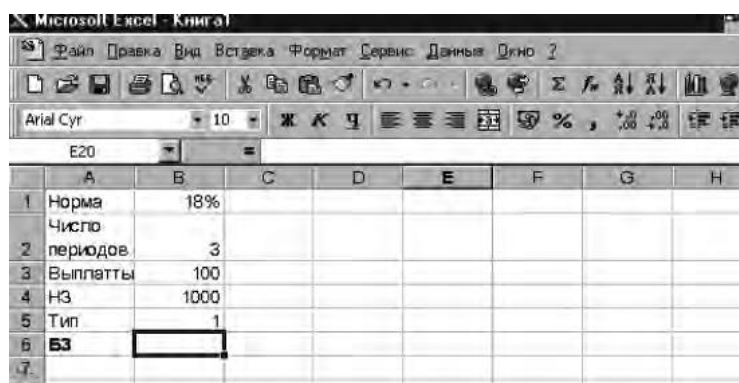 Microsoft Excel - Книга1
Файл Правка Вид Вставка Формат Сервис Данные Окно ?
Arial Cyr 10 Ж К Ч % , ,00
E20 =
A B C D E F G H
1 Норма 18%
Число
2 периодов 3
3 Выплатты 100
4 НЗ 1000
5 Тип 1
6 БЗ
7